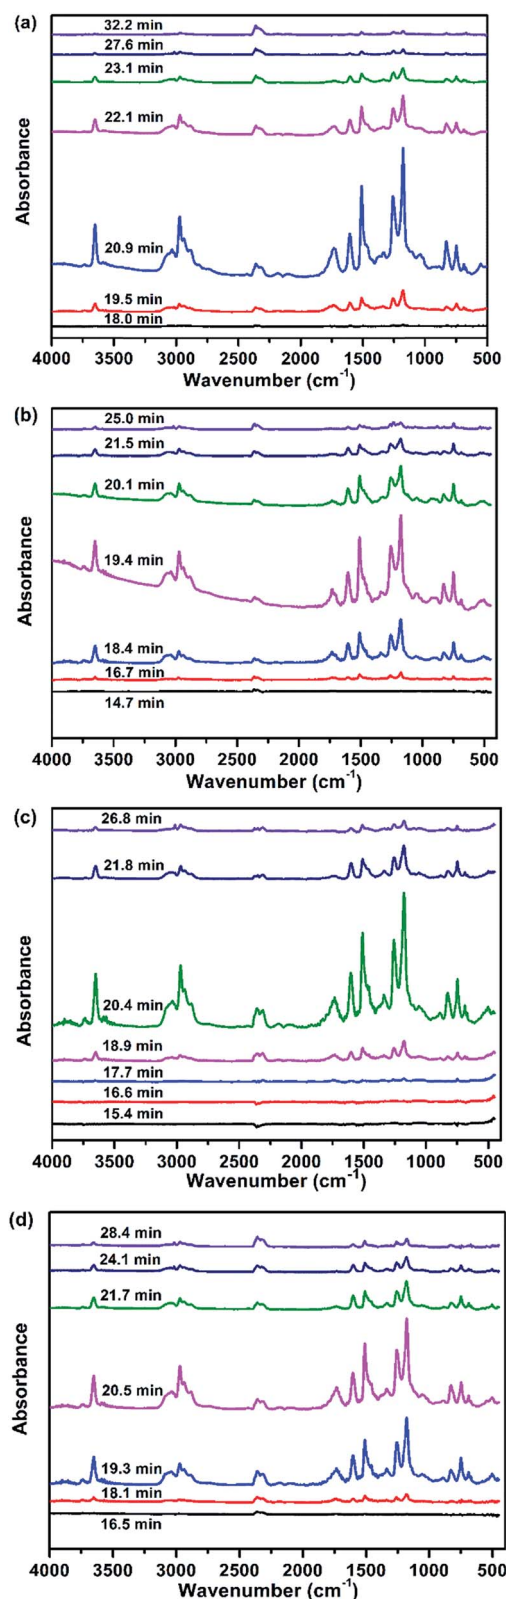 (a)
32.2 min
27.6 min
23.1 min
22.1 min
20.9 min
19.5 min
18.0 min
Absorbance
4000 3500 3000 2500 2000 1500 1000 500
Wavenumber (cm⁻¹)
(b)
25.0 min
21.5 min
20.1 min
19.4 min
18.4 min
16.7 min
14.7 min
Absorbance
4000 3500 3000 2500 2000 1500 1000 500
Wavenumber (cm⁻¹)
(c)
26.8 min
21.8 min
20.4 min
18.9 min
17.7 min
16.6 min
15.4 min
Absorbance
4000 3500 3000 2500 2000 1500 1000 500
Wavenumber (cm⁻¹)
(d)
28.4 min
24.1 min
21.7 min
20.5 min
19.3 min
18.1 min
16.5 min
Absorbance
4000 3500 3000 2500 2000 1500 1000 500
Wavenumber (cm⁻¹)